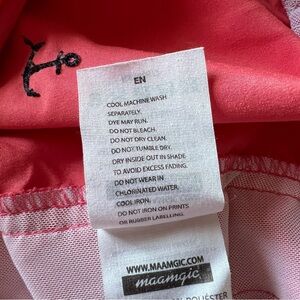 EN
COOL MACHINE WASH
SEPARATELY.
DYE MAY RUN.
DO NOT BLEACH.
DO NOT DRY CLEAN.
DO NOT TUMBLE DRY.
DRY INSIDE OUT IN SHADE
TO AVOID EXCESS FADING.
DO NOT WEAR IN
CHLORINATED WATER.
COOL IRON.
DO NOT IRON ON PRINTS
OR RUBBER LABELLING.
WWW.MAAMGIC.COM
maamgic
POLIÉSTER